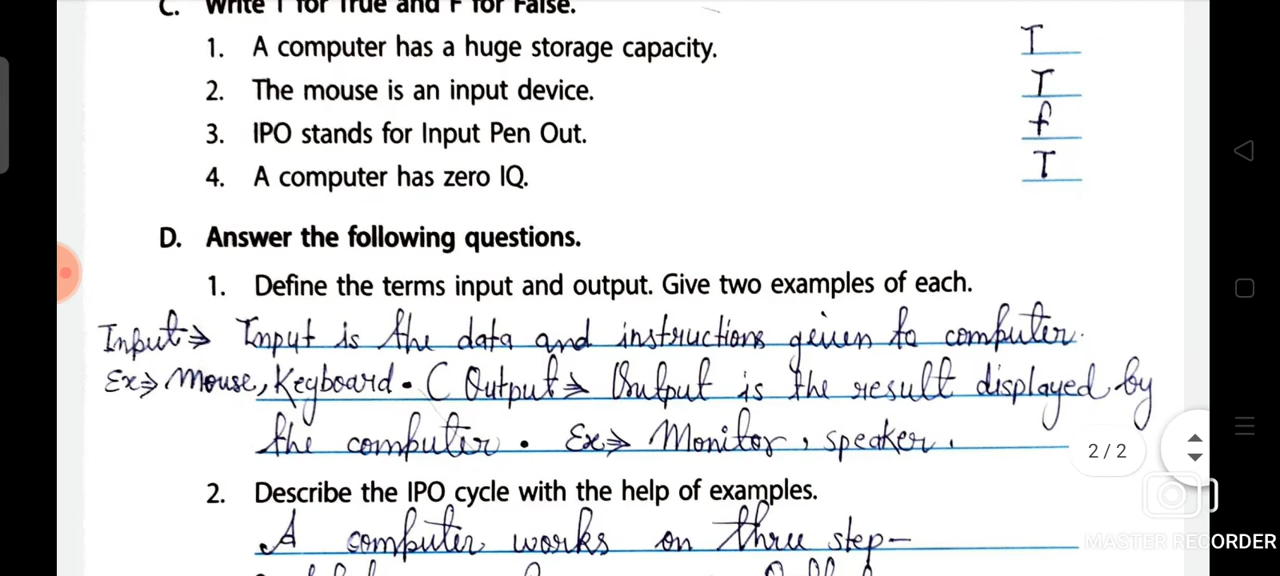 C. Write T for True and F for False.
1. A computer has a huge storage capacity. T
2. The mouse is an input device. T
3. IPO stands for Input Pen Out. f
4. A computer has zero IQ. T
D. Answer the following questions.
1. Define the terms input and output. Give two examples of each.
Input⇒ Input is the data and instructions given to computer.
Ex⇒ Mouse, Keyboard. ( Output⇒ Output is the result displayed by
the computer. Ex⇒ Monitor, speaker.
2 / 2
2. Describe the IPO cycle with the help of examples.
A computer works on three step-
MASTER RECORDER